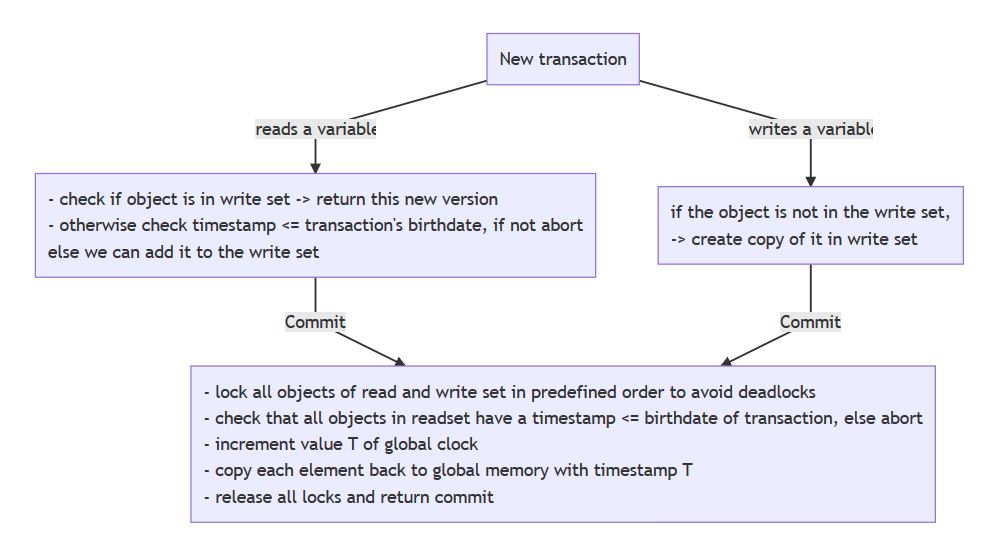 New transaction
reads a variable
writes a variable
- check if object is in write set -> return this new version
- otherwise check timestamp <= transaction's birthdate, if not abort
else we can add it to the write set
if the object is not in the write set,
-> create copy of it in write set
Commit
Commit
- lock all objects of read and write set in predefined order to avoid deadlocks
- check that all objects in readset have a timestamp <= birthdate of transaction, else abort
- increment value T of global clock
- copy each element back to global memory with timestamp T
- release all locks and return commit